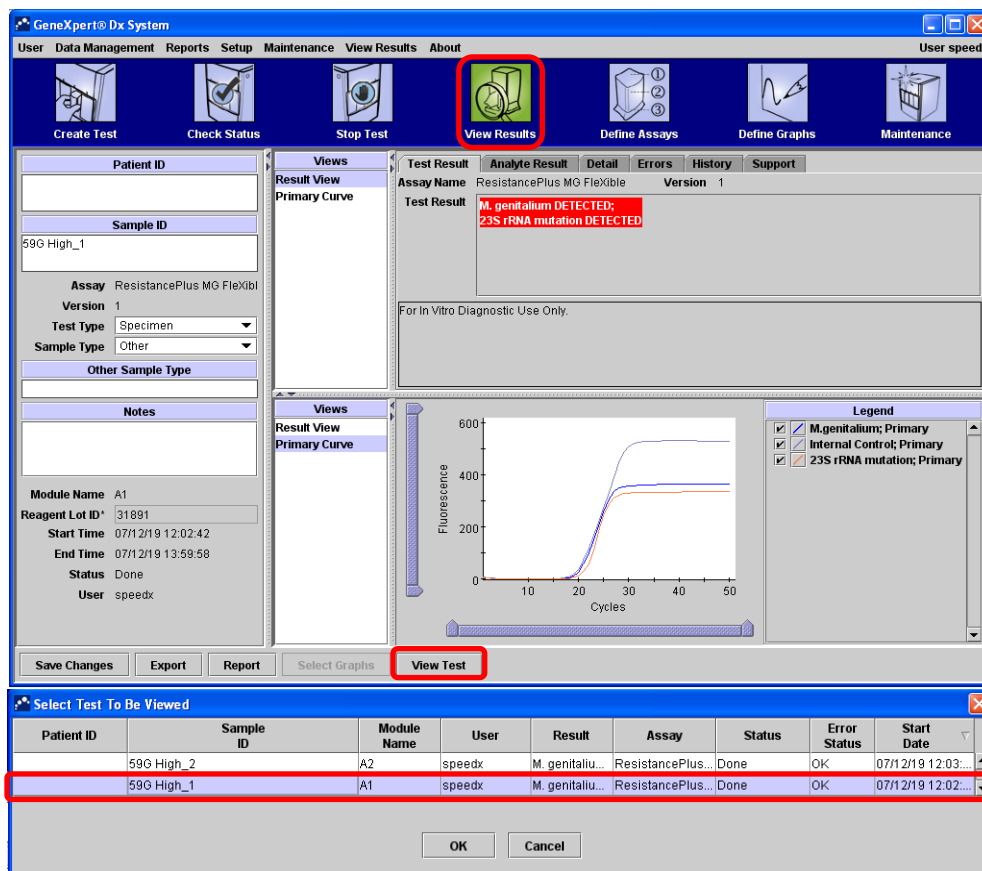 GeneXpert® Dx System
User Data Management Reports Setup Maintenance View Results About User speed
Create Test Check Status Stop Test View Results Define Assays Define Graphs Maintenance
① ② ③
Patient ID
Sample ID
59G High_1
Assay ResistancePlus MG FleXibl
Version 1
Test Type Specimen
Sample Type Other
Other Sample Type
Notes
Module Name A1
Reagent Lot ID* 31891
Start Time 07/12/19 12:02:42
End Time 07/12/19 13:59:58
Status Done
User speedx
Views
Result View
Primary Curve
Test Result Analyte Result Detail Errors History Support
Assay Name ResistancePlus MG FleXible Version 1
Test Result M. genitalium DETECTED;
23S rRNA mutation DETECTED
For In Vitro Diagnostic Use Only.
Views
Result View
Primary Curve
600
400
200
0
Fluorescence
10 20 30 40 50
Cycles
Legend
M.genitalium; Primary
Internal Control; Primary
23S rRNA mutation; Primary
Save Changes Export Report Select Graphs View Test
Select Test To Be Viewed
Patient ID Sample ID Module Name User Result Assay Status Error Status Start Date
59G High_2 A2 speedx M. genitaliu... ResistancePlus... Done OK 07/12/19 12:03:...
59G High_1 A1 speedx M. genitaliu... ResistancePlus... Done OK 07/12/19 12:02:...
OK Cancel